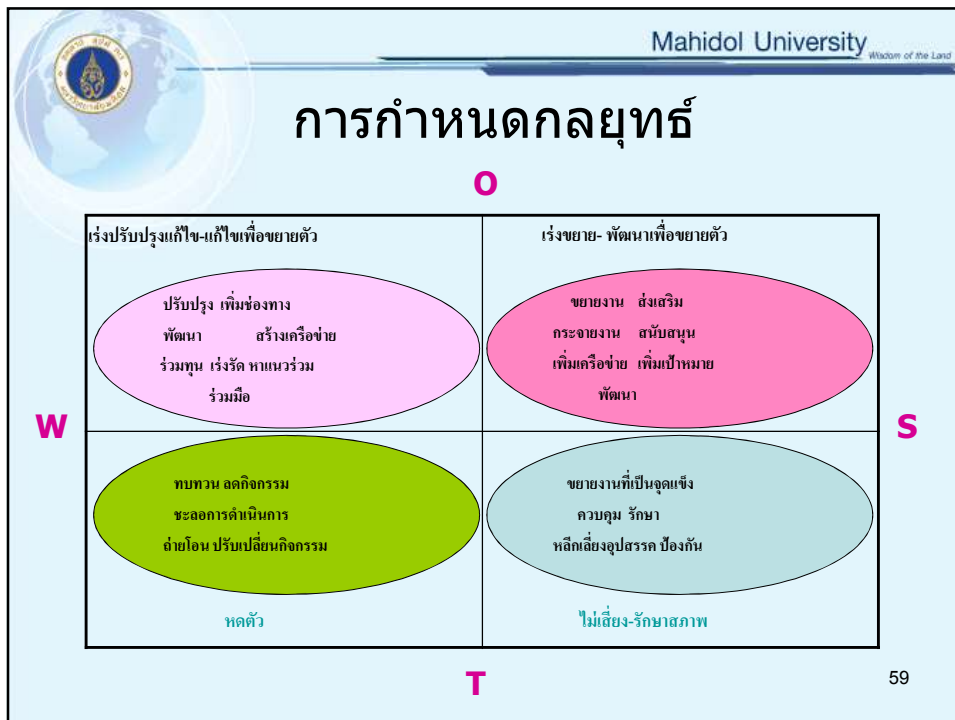 Mahidol University
Wisdom of the Land
การกำหนดกลยุทธ์
O
เร่งปรับปรุงแก้ไข-แก้ไขเพื่อขยายตัว
ปรับปรุง เพิ่มช่องทาง
พัฒนา สร้างเครือข่าย
ร่วมทุน เร่งรัด หาแนวร่วม
ร่วมมือ
เร่งขยาย- พัฒนาเพื่อขยายตัว
ขยายงาน ส่งเสริม
กระจายงาน สนับสนุน
เพิ่มเครือข่าย เพิ่มเป้าหมาย
พัฒนา
W
S
ทบทวน ลดกิจกรรม
ชะลอการดำเนินการ
ถ่ายโอน ปรับเปลี่ยนกิจกรรม
หดตัว
ขยายงานที่เป็นจุดแข็ง
ควบคุม รักษา
หลีกเลี่ยงอุปสรรค ป้องกัน
ไม่เสี่ยง-รักษาสภาพ
T
59